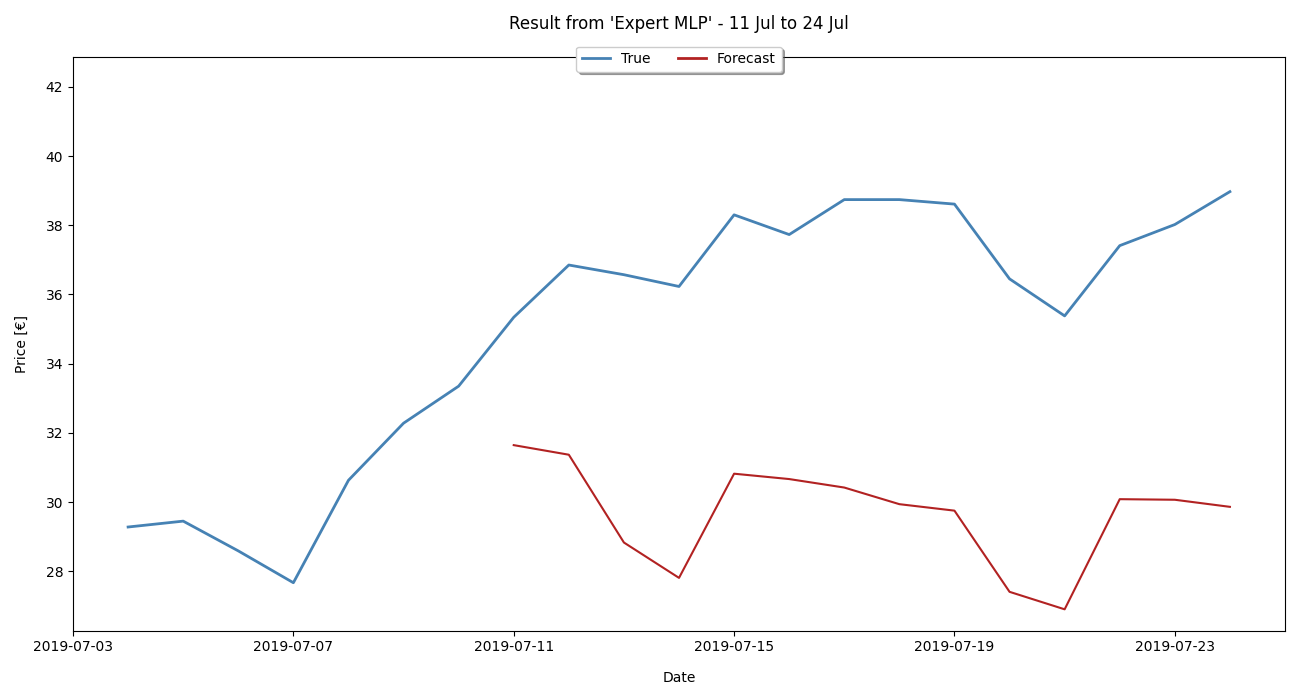 Result from 'Expert MLP' - 11 Jul to 24 Jul
True Forecast
42
40
38
36
34
32
30
28
Price [€]
2019-07-03 2019-07-07 2019-07-11 2019-07-15 2019-07-19 2019-07-23
Date